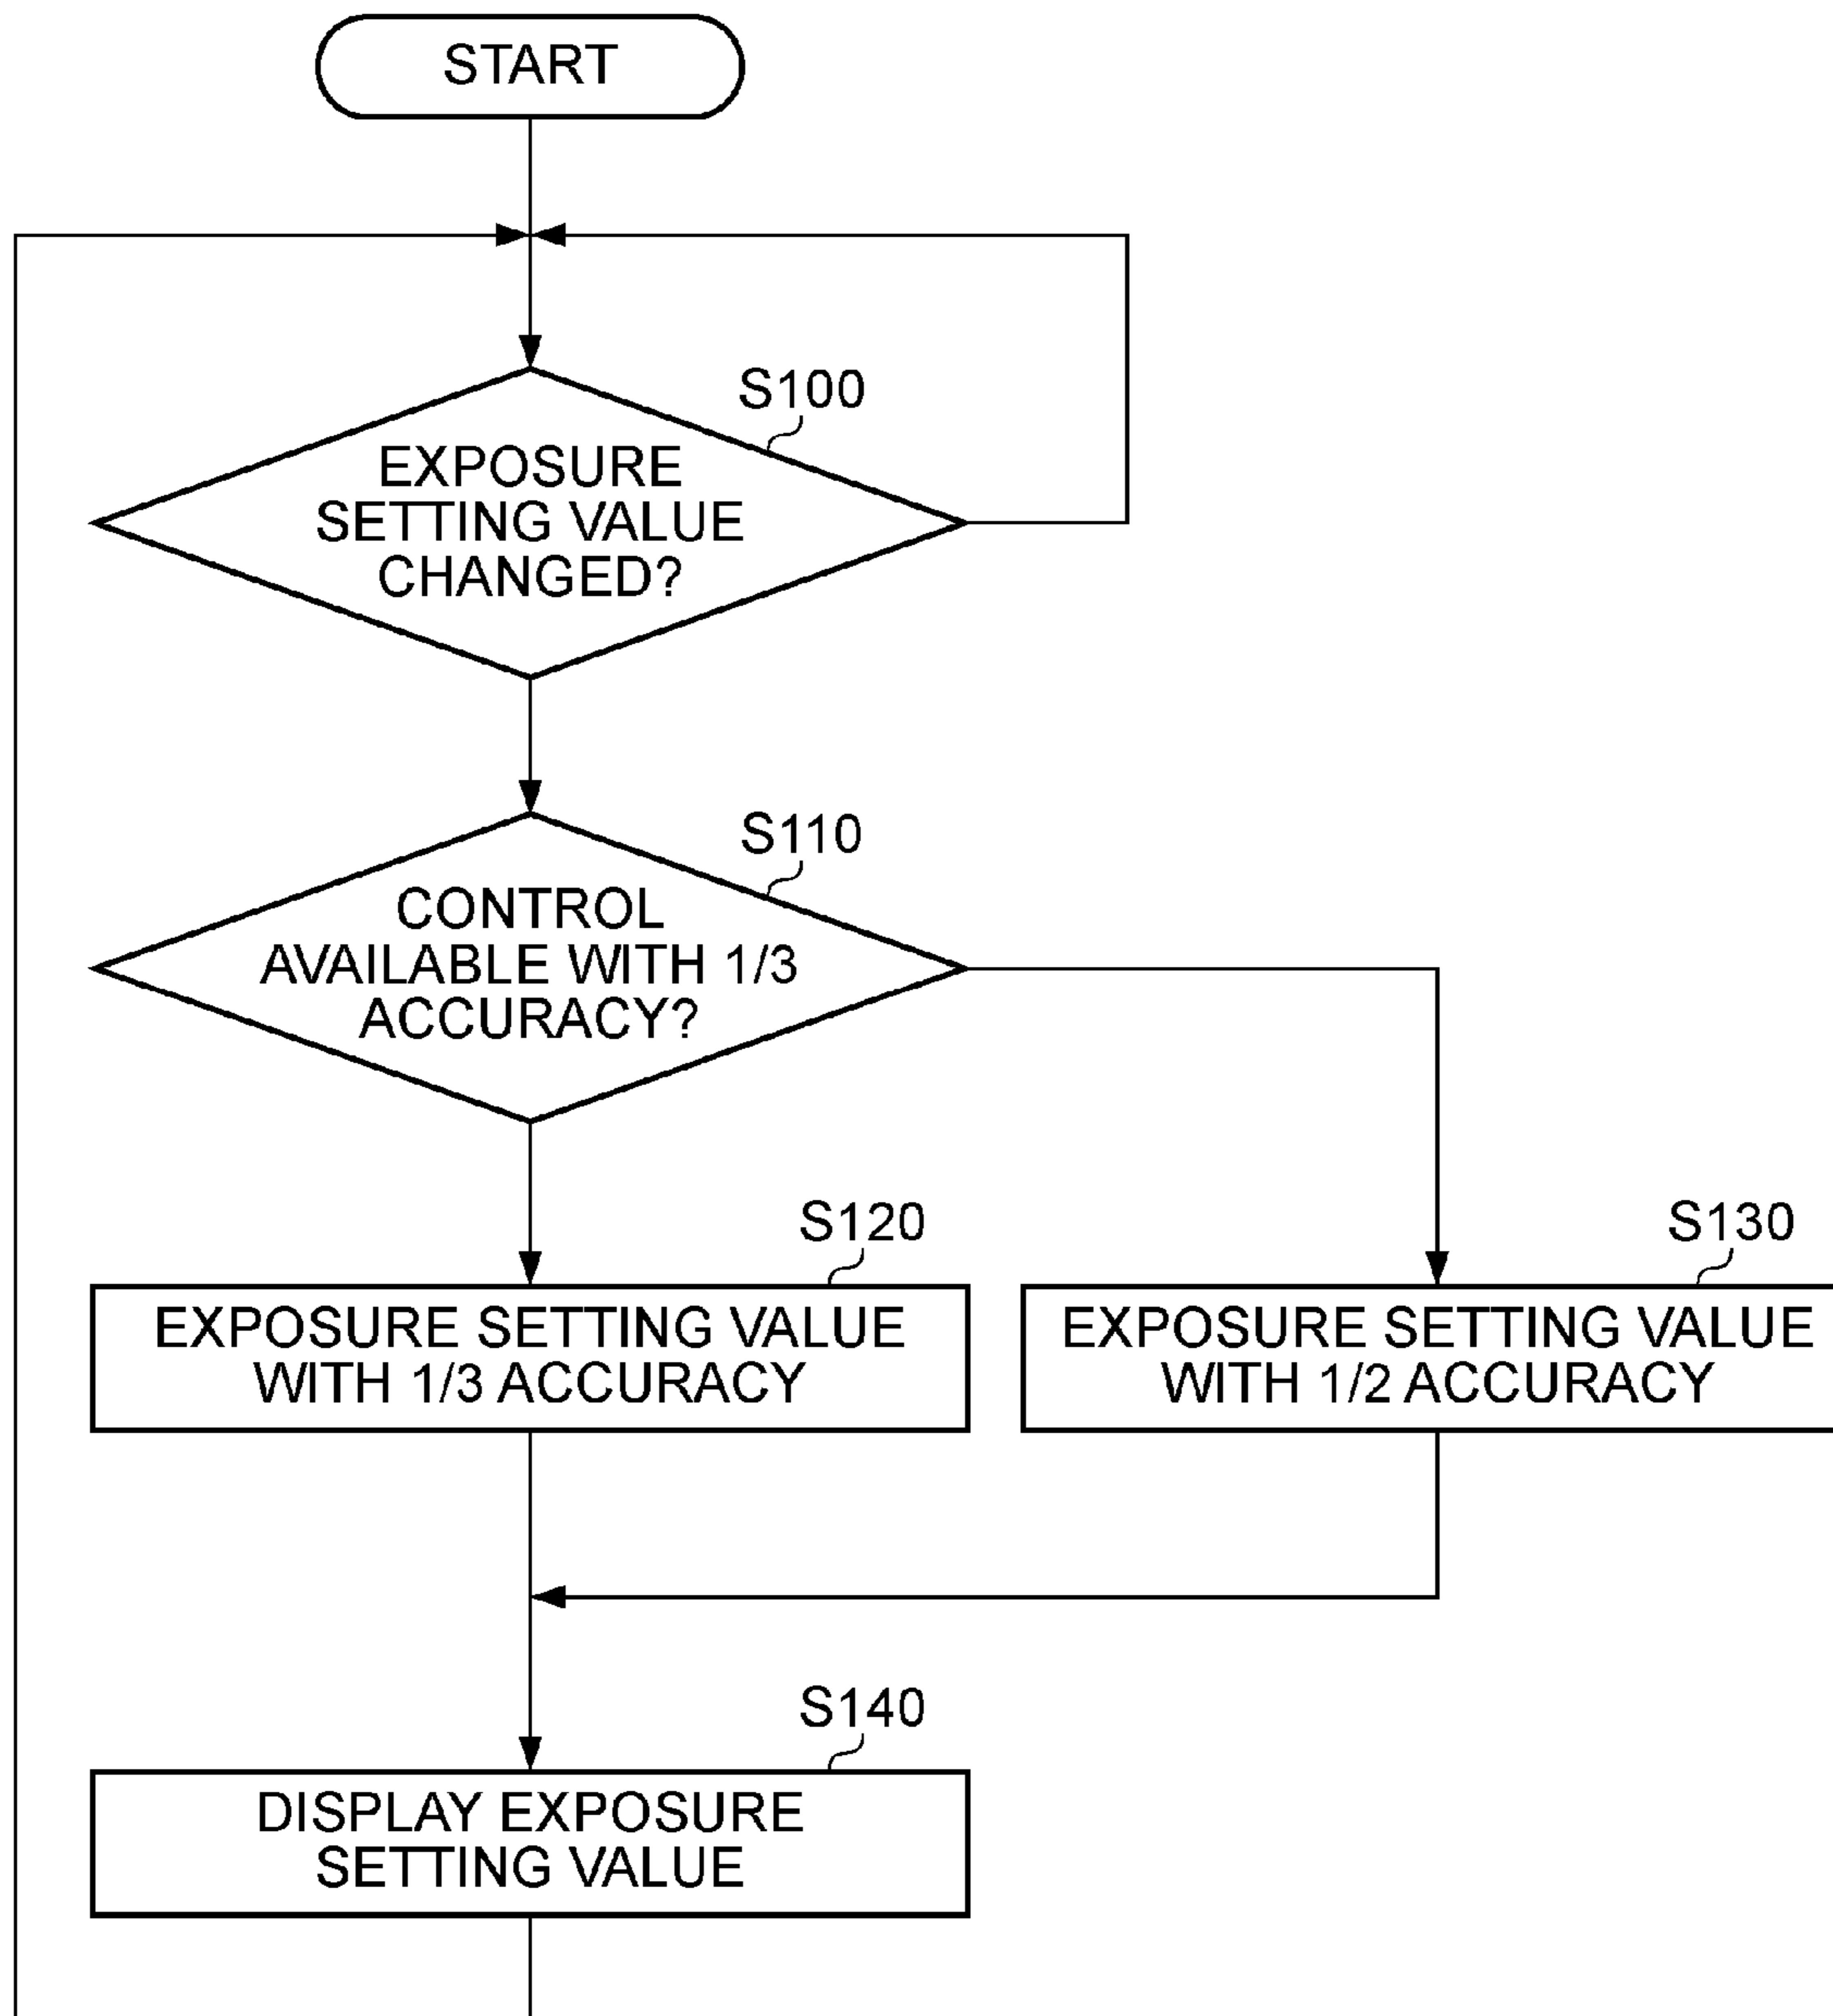 START
S100
EXPOSURE
SETTING VALUE
CHANGED?
S110
CONTROL
AVAILABLE WITH 1/3
ACCURACY?
S120
EXPOSURE SETTING VALUE
WITH 1/3 ACCURACY
S130
EXPOSURE SETTING VALUE
WITH 1/2 ACCURACY
S140
DISPLAY EXPOSURE
SETTING VALUE